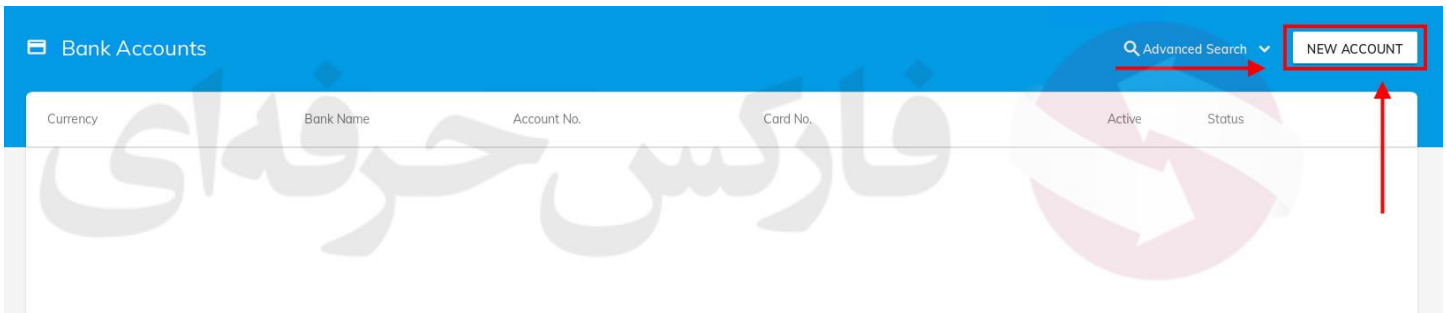 Bank Accounts
Advanced Search
NEW ACCOUNT
Currency Bank Name Account No. Card No. Active Status
فارکس حرفه‌ای